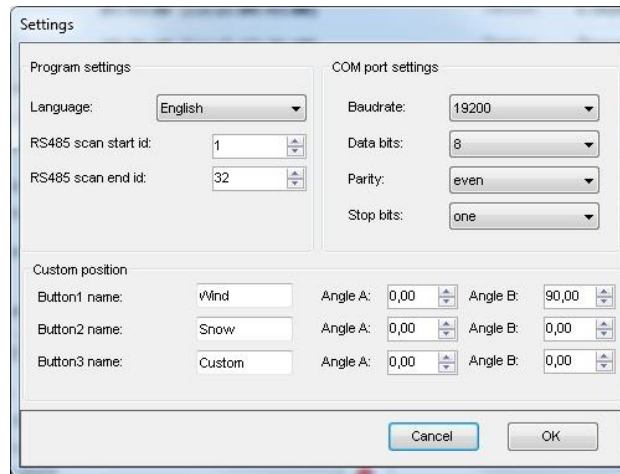 Settings
Program settings
Language: English
RS485 scan start id: 1
RS485 scan end id: 32
COM port settings
Baudrate: 19200
Data bits: 8
Parity: even
Stop bits: one
Custom position
Button1 name: Wind Angle A: 0,00 Angle B: 90,00
Button2 name: Snow Angle A: 0,00 Angle B: 0,00
Button3 name: Custom Angle A: 0,00 Angle B: 0,00
Cancel OK